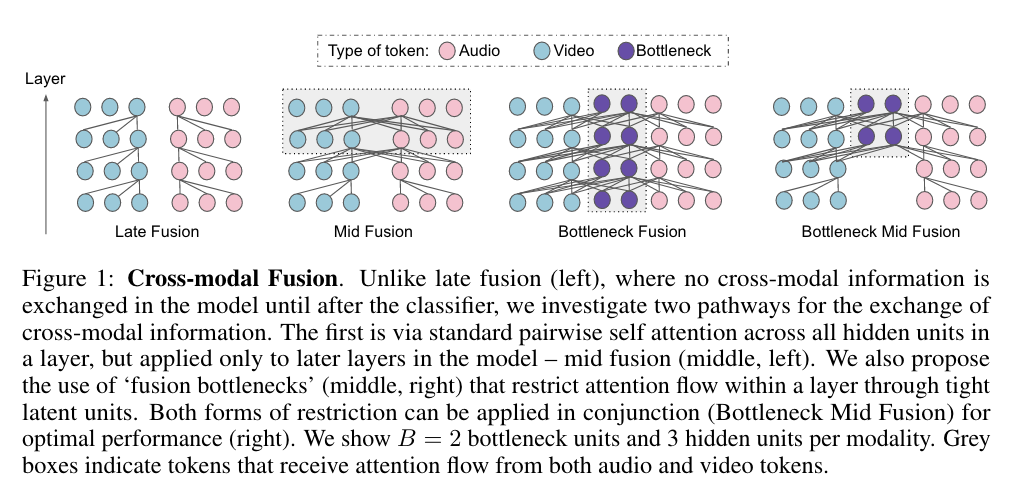 Type of token: Audio Video Bottleneck
Layer
Late Fusion
Mid Fusion
Bottleneck Fusion
Bottleneck Mid Fusion
Figure 1: Cross-modal Fusion. Unlike late fusion (left), where no cross-modal information is
exchanged in the model until after the classifier, we investigate two pathways for the exchange of
cross-modal information. The first is via standard pairwise self attention across all hidden units in
a layer, but applied only to later layers in the model – mid fusion (middle, left). We also propose
the use of ‘fusion bottlenecks’ (middle, right) that restrict attention flow within a layer through tight
latent units. Both forms of restriction can be applied in conjunction (Bottleneck Mid Fusion) for
optimal performance (right). We show B = 2 bottleneck units and 3 hidden units per modality. Grey
boxes indicate tokens that receive attention flow from both audio and video tokens.